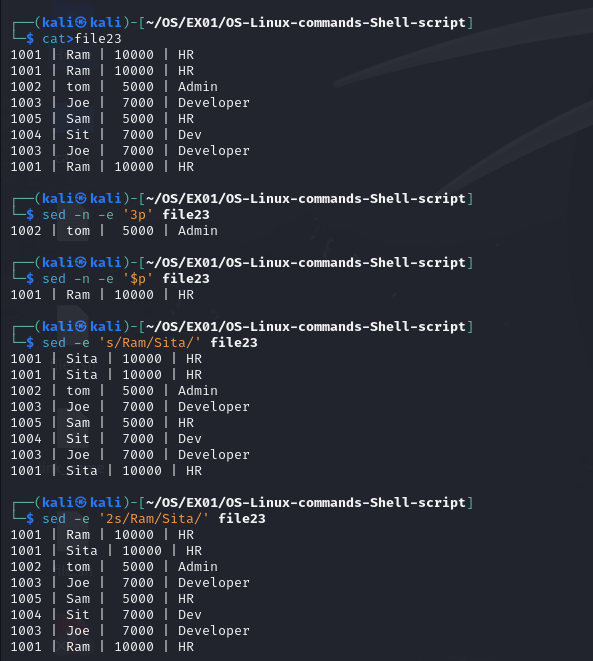 ┌──(kali㉿kali)-[~/OS/EX01/OS-Linux-commands-Shell-script]
└─$ cat>file23
1001 | Ram | 10000 | HR
1001 | Ram | 10000 | HR
1002 | tom |  5000 | Admin
1003 | Joe |  7000 | Developer
1005 | Sam |  5000 | HR
1004 | Sit |  7000 | Dev
1003 | Joe |  7000 | Developer
1001 | Ram | 10000 | HR
┌──(kali㉿kali)-[~/OS/EX01/OS-Linux-commands-Shell-script]
└─$ sed -n -e '3p' file23
1002 | tom |  5000 | Admin
┌──(kali㉿kali)-[~/OS/EX01/OS-Linux-commands-Shell-script]
└─$ sed -n -e '$p' file23
1001 | Ram | 10000 | HR
┌──(kali㉿kali)-[~/OS/EX01/OS-Linux-commands-Shell-script]
└─$ sed -e 's/Ram/Sita/' file23
1001 | Sita | 10000 | HR
1001 | Sita | 10000 | HR
1002 | tom |  5000 | Admin
1003 | Joe |  7000 | Developer
1005 | Sam |  5000 | HR
1004 | Sit |  7000 | Dev
1003 | Joe |  7000 | Developer
1001 | Sita | 10000 | HR
┌──(kali㉿kali)-[~/OS/EX01/OS-Linux-commands-Shell-script]
└─$ sed -e '2s/Ram/Sita/' file23
1001 | Ram | 10000 | HR
1001 | Sita | 10000 | HR
1002 | tom |  5000 | Admin
1003 | Joe |  7000 | Developer
1005 | Sam |  5000 | HR
1004 | Sit |  7000 | Dev
1003 | Joe |  7000 | Developer
1001 | Ram | 10000 | HR